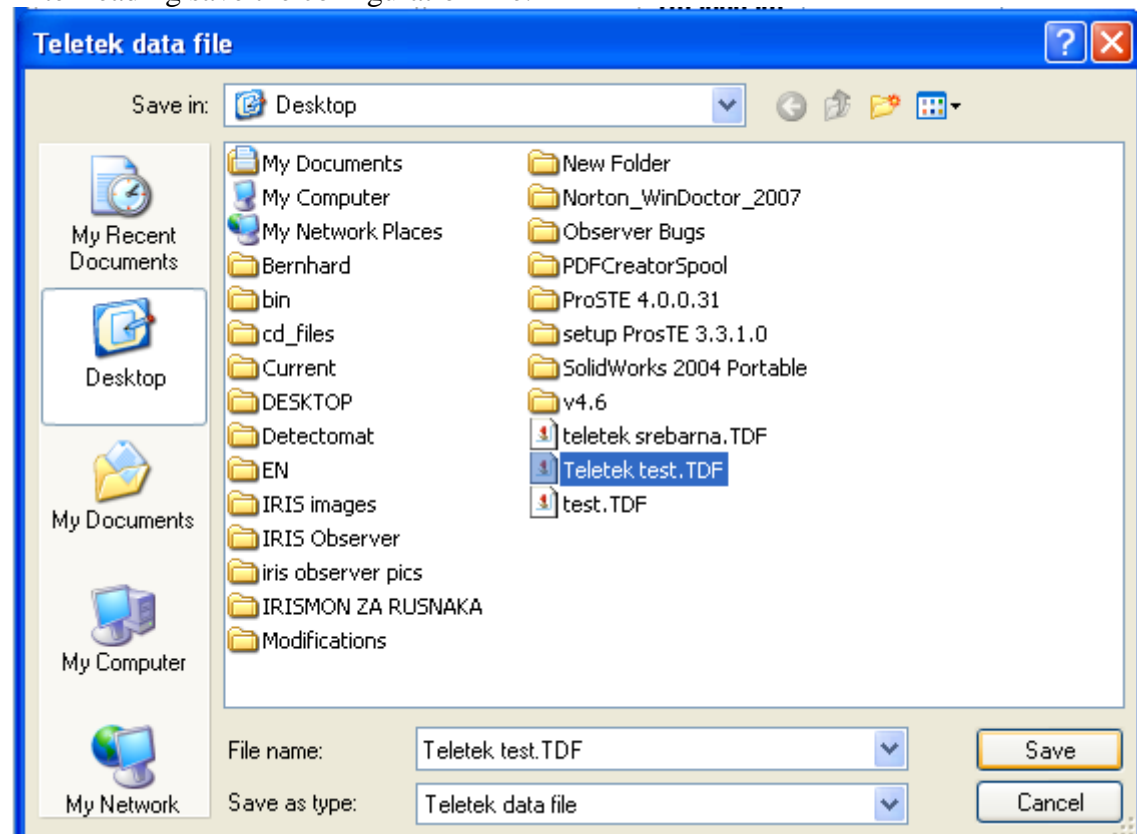 Teletek data file
Save in:
Desktop
My Recent
Documents
Desktop
My Documents
My Computer
My Network
My Documents
My Computer
My Network Places
Bernhard
bin
cd_files
Current
DESKTOP
Detectomat
EN
IRIS images
IRIS Observer
iris observer pics
IRISMON ZA RUSNAKA
Modifications
New Folder
Norton_WinDoctor_2007
Observer Bugs
PDFCreatorSpool
ProSTE 4.0.0.31
setup ProsTE 3.3.1.0
SolidWorks 2004 Portable
v4.6
teletek srebarna.TDF
Teletek test.TDF
test.TDF
File name:
Teletek test.TDF
Save
Save as type:
Teletek data file
Cancel